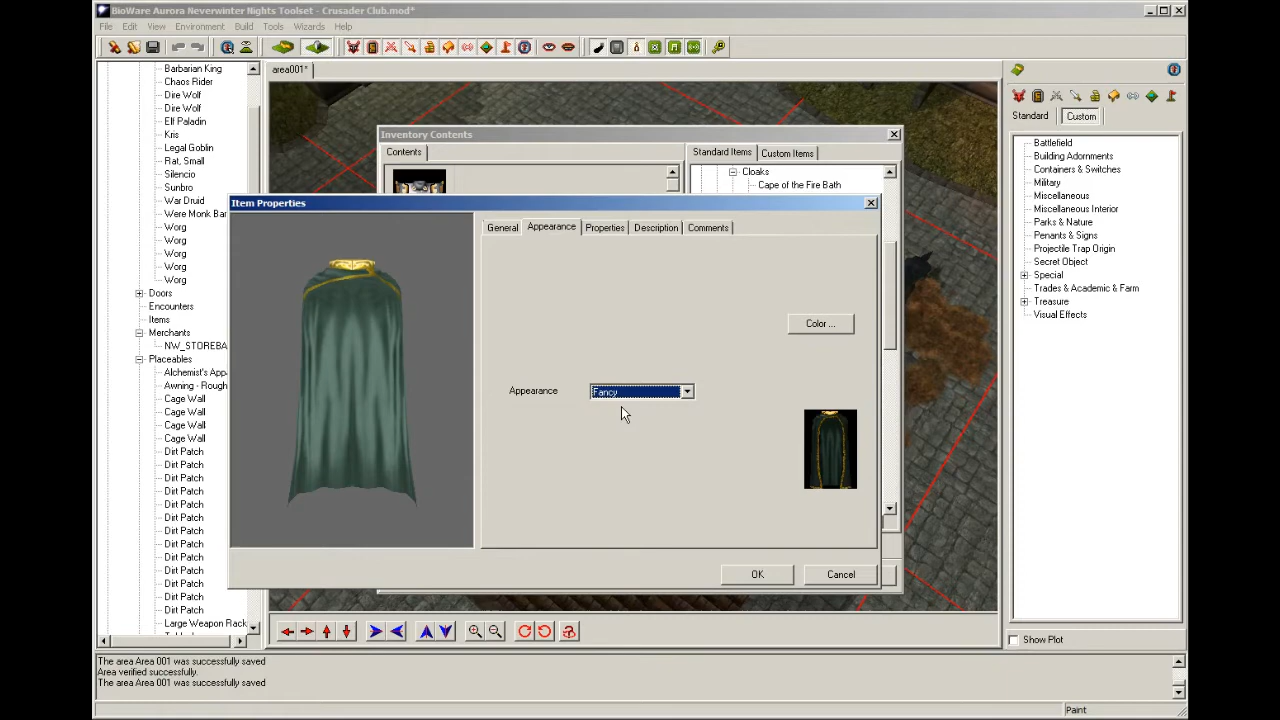 BioWare Aurora Neverwinter Nights Toolset - Crusader Club.mod*
File Edit View Environment Build Tools Wizards Help
area001*
Barbarian King
Chaos Rider
Dire Wolf
Dire Wolf
Elf Paladin
Kris
Legal Goblin
Rat, Small
Silencio
Sunbro
War Druid
Were Monk Bar
Worg
Worg
Worg
Worg
Worg
Doors
Encounters
Items
Merchants
NW_STOREBA
Placeables
Alchemist's App
Awning - Rough
Cage Wall
Cage Wall
Cage Wall
Cage Wall
Dirt Patch
Dirt Patch
Dirt Patch
Dirt Patch
Dirt Patch
Dirt Patch
Dirt Patch
Dirt Patch
Dirt Patch
Dirt Patch
Dirt Patch
Dirt Patch
Dirt Patch
Large Weapon Rack
Inventory Contents
Contents
Standard Items Custom Items
Cloaks
Cape of the Fire Bath
Item Properties
General Appearance Properties Description Comments
Color ...
Appearance Fancy
OK Cancel
Standard Custom
Battlefield
Building Adornments
Containers & Switches
Military
Miscellaneous
Miscellaneous Interior
Parks & Nature
Penants & Signs
Projectile Trap Origin
Secret Object
Special
Trades & Academic & Farm
Treasure
Visual Effects
Show Plot
The area Area 001 was successfully saved
Area verified successfully.
The area Area 001 was successfully saved
Paint